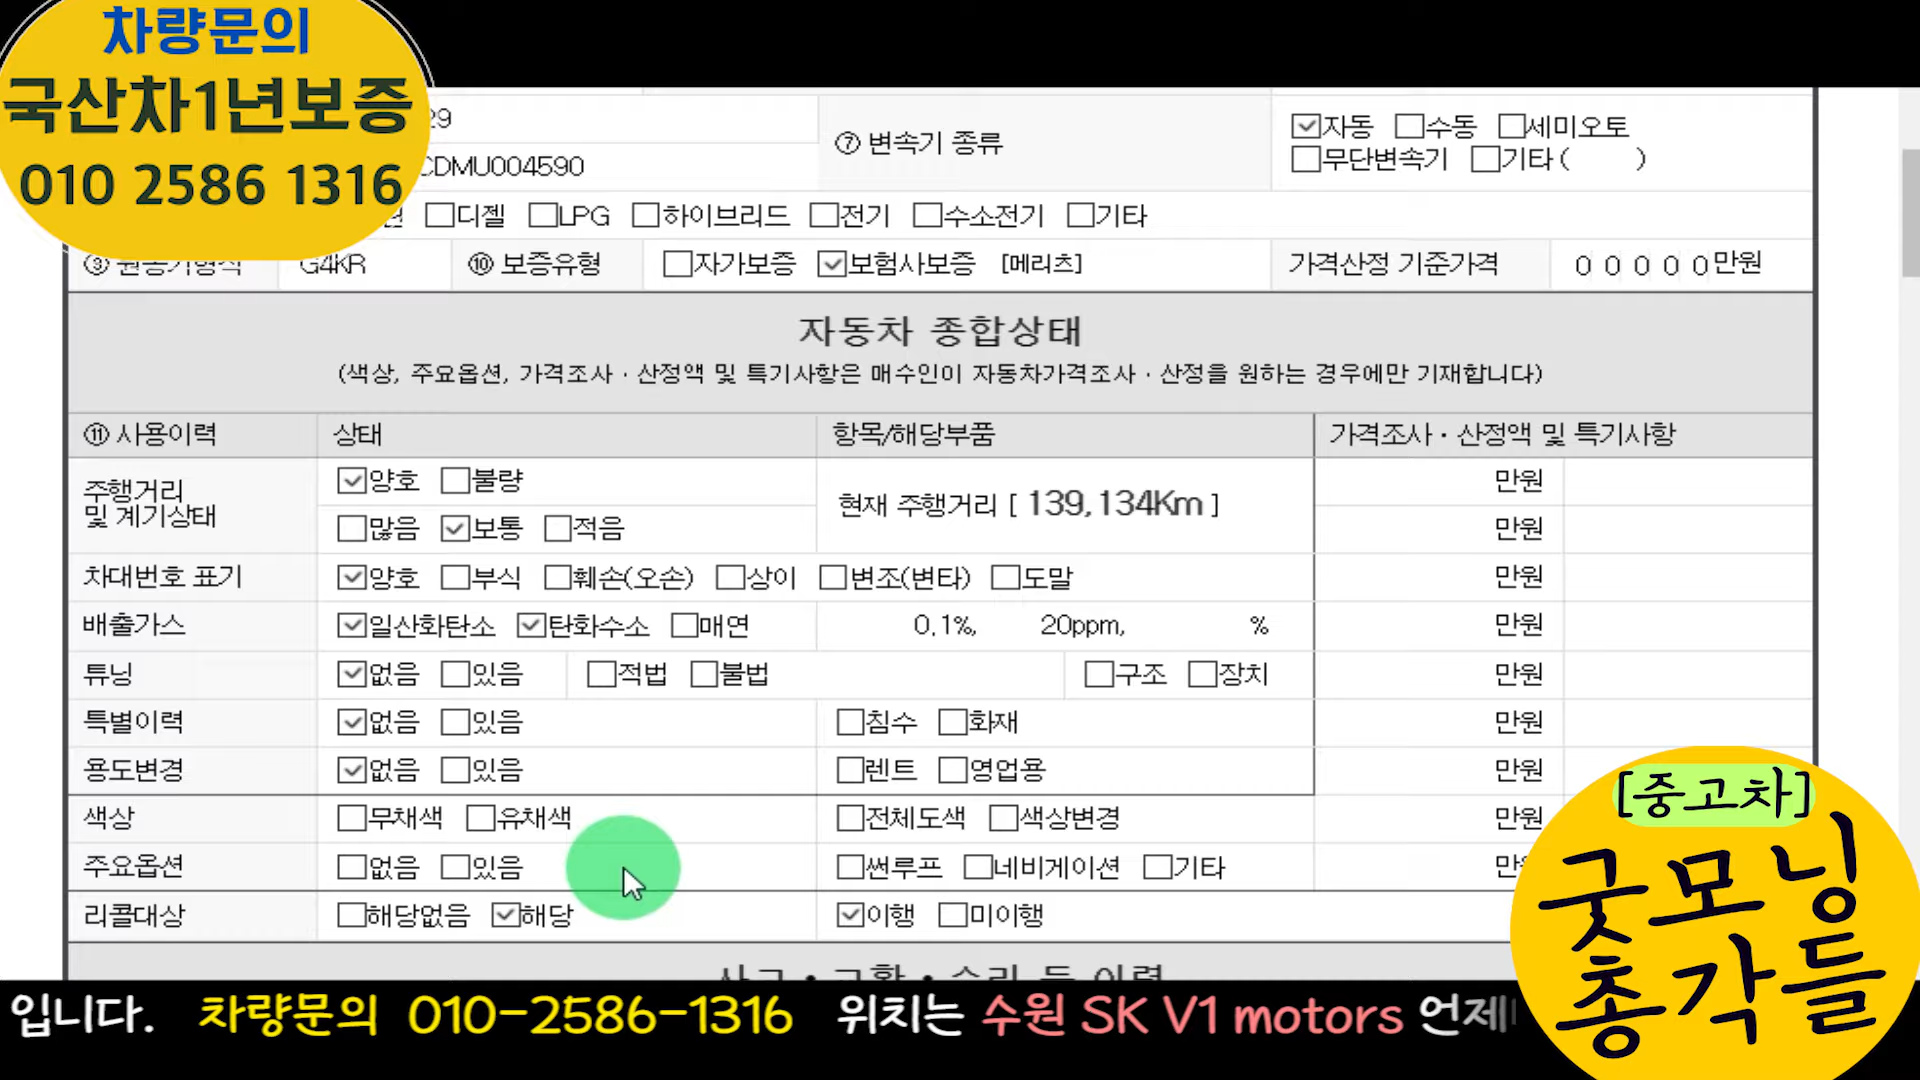 차량문의
국산차1년보증
010 2586 1316
29
CDMU004590
⑦ 변속기 종류
☑자동 ☐수동 ☐세미오토
☐무단변속기 ☐기타 ( )
☐디젤 ☐LPG ☐하이브리드 ☐전기 ☐수소전기 ☐기타
⑨ 원동기형식 G4KR ⑩ 보증유형 ☐자가보증 ☑보험사보증 [메리츠] 가격산정 기준가격 0 0 0 0 0만원
자동차 종합상태
(색상, 주요옵션, 가격조사 · 산정액 및 특기사항은 매수인이 자동차가격조사 · 산정을 원하는 경우에만 기재합니다)
⑪ 사용이력 상태 항목/해당부품 가격조사 · 산정액 및 특기사항
주행거리
및 계기상태
☑양호 ☐불량 만원
현재 주행거리 [ 139,134Km ]
☐많음 ☑보통 ☐적음 만원
차대번호 표기 ☑양호 ☐부식 ☐훼손(오손) ☐상이 ☐변조(변타) ☐도말 만원
배출가스 ☑일산화탄소 ☑탄화수소 ☐매연 0.1%, 20ppm, % 만원
튜닝 ☑없음 ☐있음 ☐적법 ☐불법 ☐구조 ☐장치 만원
특별이력 ☑없음 ☐있음 ☐침수 ☐화재 만원
용도변경 ☑없음 ☐있음 ☐렌트 ☐영업용 만원
색상 ☐무채색 ☐유채색 ☐전체도색 ☐색상변경 만원
주요옵션 ☐없음 ☐있음 ☐썬루프 ☐네비게이션 ☐기타 만원
리콜대상 ☐해당없음 ☑해당 ☑이행 ☐미이행
사고 · 교환 · 수리 등 이력
[중고차]
굿모닝
총각들
입니다. 차량문의 010-2586-1316 위치는 수원 SK V1 motors 언제